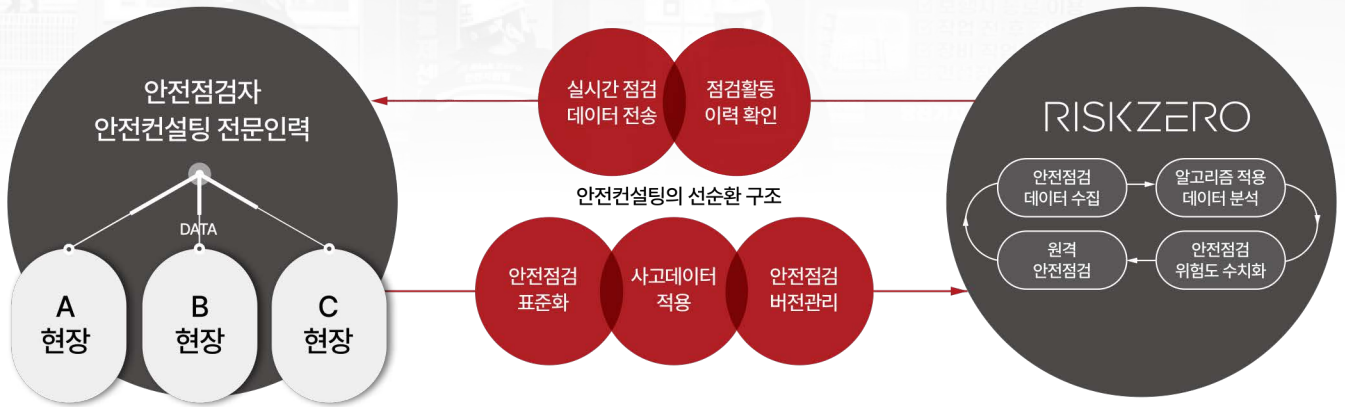 안전점검자
안전컨설팅 전문인력
DATA
A
현장
B
현장
C
현장
실시간 점검
데이터 전송
점검활동
이력 확인
안전컨설팅의 선순환 구조
안전점검
표준화
사고데이터
적용
안전점검
버전관리
RISKZERO
안전점검
데이터 수집
알고리즘 적용
데이터 분석
원격
안전점검
안전점검
위험도 수치화